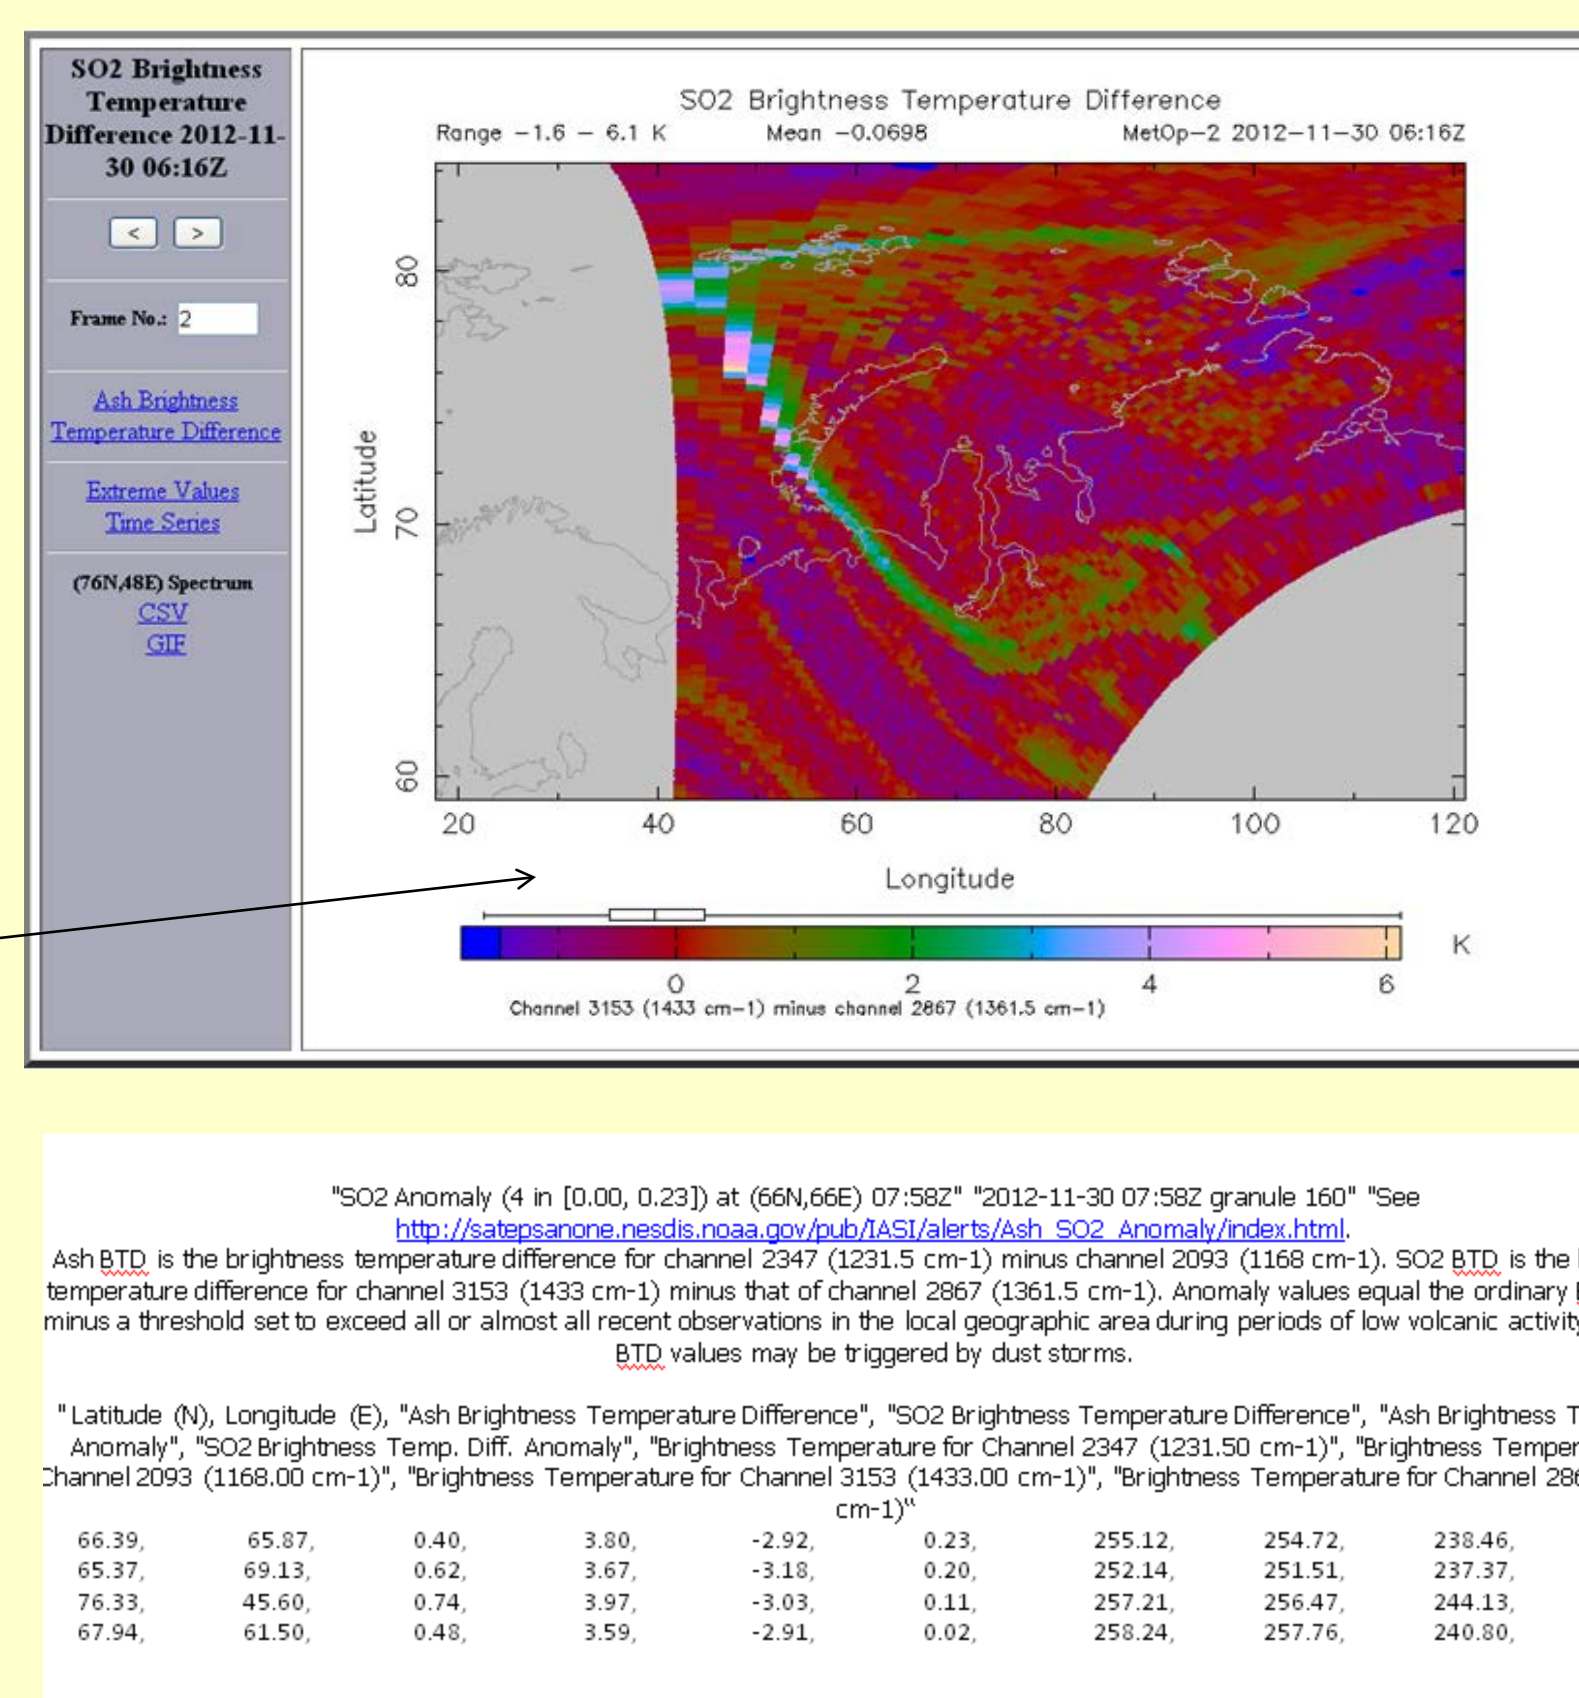 SO2 Brightness
Temperature
Difference 2012-11-
30 06:16Z
<
>
Frame No.: 2
Ash Brightness
Temperature Difference
Extreme Values
Time Series
(76N,48E) Spectrum
CSV
GIF
SO2 Brightness Temperature Difference
Range −1.6 − 6.1 K Mean −0.0698 MetOp−2 2012−11−30 06:16Z
Latitude
80
70
60
20 40 60 80 100 120
Longitude
K
0 2 4 6
Channel 3153 (1433 cm−1) minus channel 2867 (1361.5 cm−1)
"SO2 Anomaly (4 in [0.00, 0.23]) at (66N,66E) 07:58Z" "2012-11-30 07:58Z granule 160" "See
http://satepsanone.nesdis.noaa.gov/pub/IASI/alerts/Ash_SO2_Anomaly/index.html.
Ash BTD is the brightness temperature difference for channel 2347 (1231.5 cm-1) minus channel 2093 (1168 cm-1). SO2 BTD is the
temperature difference for channel 3153 (1433 cm-1) minus that of channel 2867 (1361.5 cm-1). Anomaly values equal the ordinary
minus a threshold set to exceed all or almost all recent observations in the local geographic area during periods of low volcanic activity
BTD values may be triggered by dust storms.
"Latitude (N), Longitude (E), "Ash Brightness Temperature Difference", "SO2 Brightness Temperature Difference", "Ash Brightness T
Anomaly", "SO2 Brightness Temp. Diff. Anomaly", "Brightness Temperature for Channel 2347 (1231.50 cm-1)", "Brightness Temper
Channel 2093 (1168.00 cm-1)", "Brightness Temperature for Channel 3153 (1433.00 cm-1)", "Brightness Temperature for Channel 286
cm-1)"
66.39, 65.87, 0.40, 3.80, -2.92, 0.23, 255.12, 254.72, 238.46,
65.37, 69.13, 0.62, 3.67, -3.18, 0.20, 252.14, 251.51, 237.37,
76.33, 45.60, 0.74, 3.97, -3.03, 0.11, 257.21, 256.47, 244.13,
67.94, 61.50, 0.48, 3.59, -2.91, 0.02, 258.24, 257.76, 240.80,